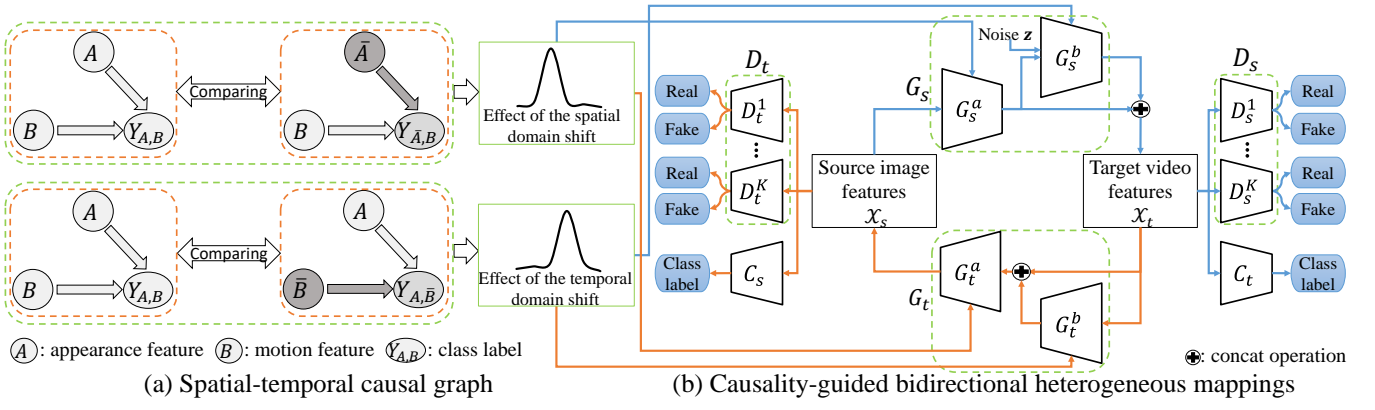 A
B
Y_{A,B}
Comparing
Ā
B
Y_{Ā,B}
A
B
Y_{A,B}
Comparing
A
B̄
Y_{A,B̄}
Effect of the spatial
domain shift
Effect of the temporal
domain shift
A : appearance feature B : motion feature Y_{A,B} : class label
(a) Spatial-temporal causal graph
Real
Fake
Real
Fake
Class
label
D_t
D_t^1
...
D_t^K
C_s
Source image
features
𝒳_s
G_s
G_s^a
Noise z
G_s^b
Target video
features
𝒳_t
G_t
G_t^a
G_t^b
D_s
D_s^1
...
D_s^K
C_t
Real
Fake
Real
Fake
Class
label
: concat operation
(b) Causality-guided bidirectional heterogeneous mappings